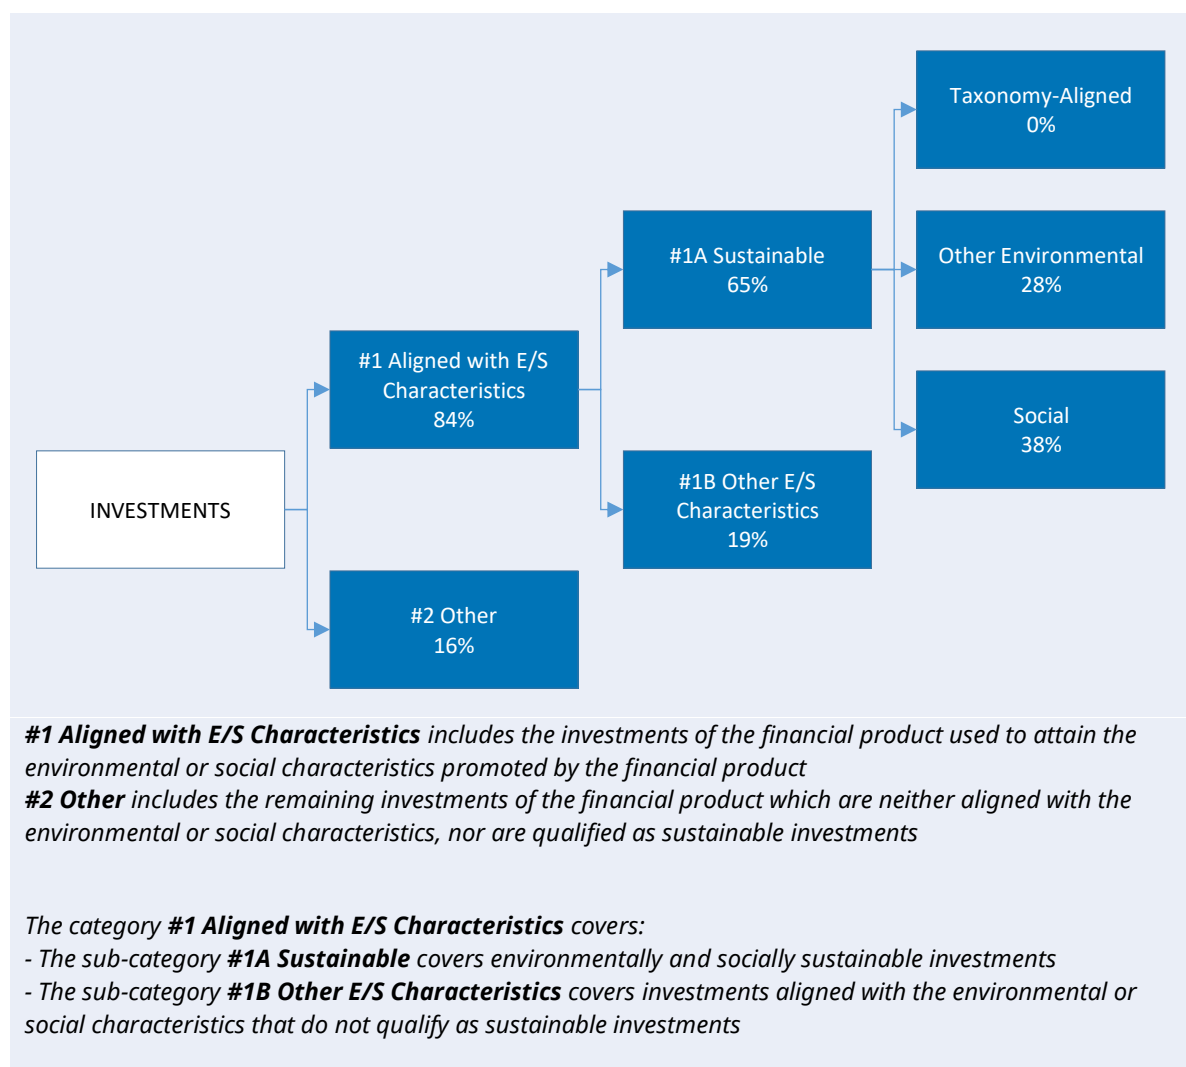 Taxonomy-Aligned
0%
#1A Sustainable
65%
Other Environmental
28%
#1 Aligned with E/S
Characteristics
84%
Social
38%
INVESTMENTS
#1B Other E/S
Characteristics
19%
#2 Other
16%
#1 Aligned with E/S Characteristics includes the investments of the financial product used to attain the
environmental or social characteristics promoted by the financial product
#2 Other includes the remaining investments of the financial product which are neither aligned with the
environmental or social characteristics, nor are qualified as sustainable investments
The category #1 Aligned with E/S Characteristics covers:
- The sub-category #1A Sustainable covers environmentally and socially sustainable investments
- The sub-category #1B Other E/S Characteristics covers investments aligned with the environmental or
social characteristics that do not qualify as sustainable investments